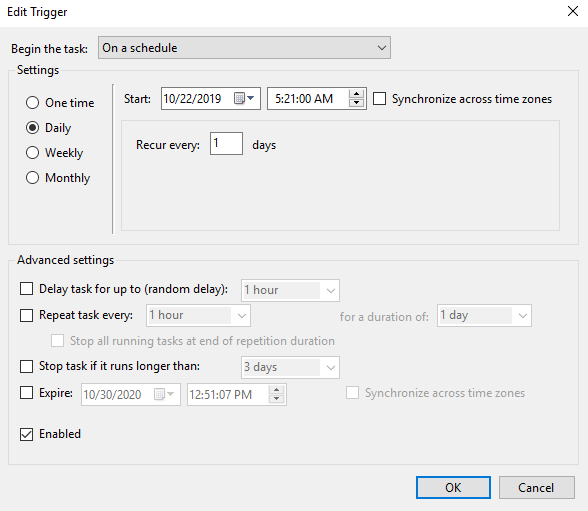 Edit Trigger
Begin the task: On a schedule
Settings
One time
Start: 10/22/2019 5:21:00 AM Synchronize across time zones
Daily
Recur every: 1 days
Weekly
Monthly
Advanced settings
Delay task for up to (random delay): 1 hour
Repeat task every: 1 hour for a duration of: 1 day
Stop all running tasks at end of repetition duration
Stop task if it runs longer than: 3 days
Expire: 10/30/2020 12:51:07 PM Synchronize across time zones
Enabled
OK Cancel